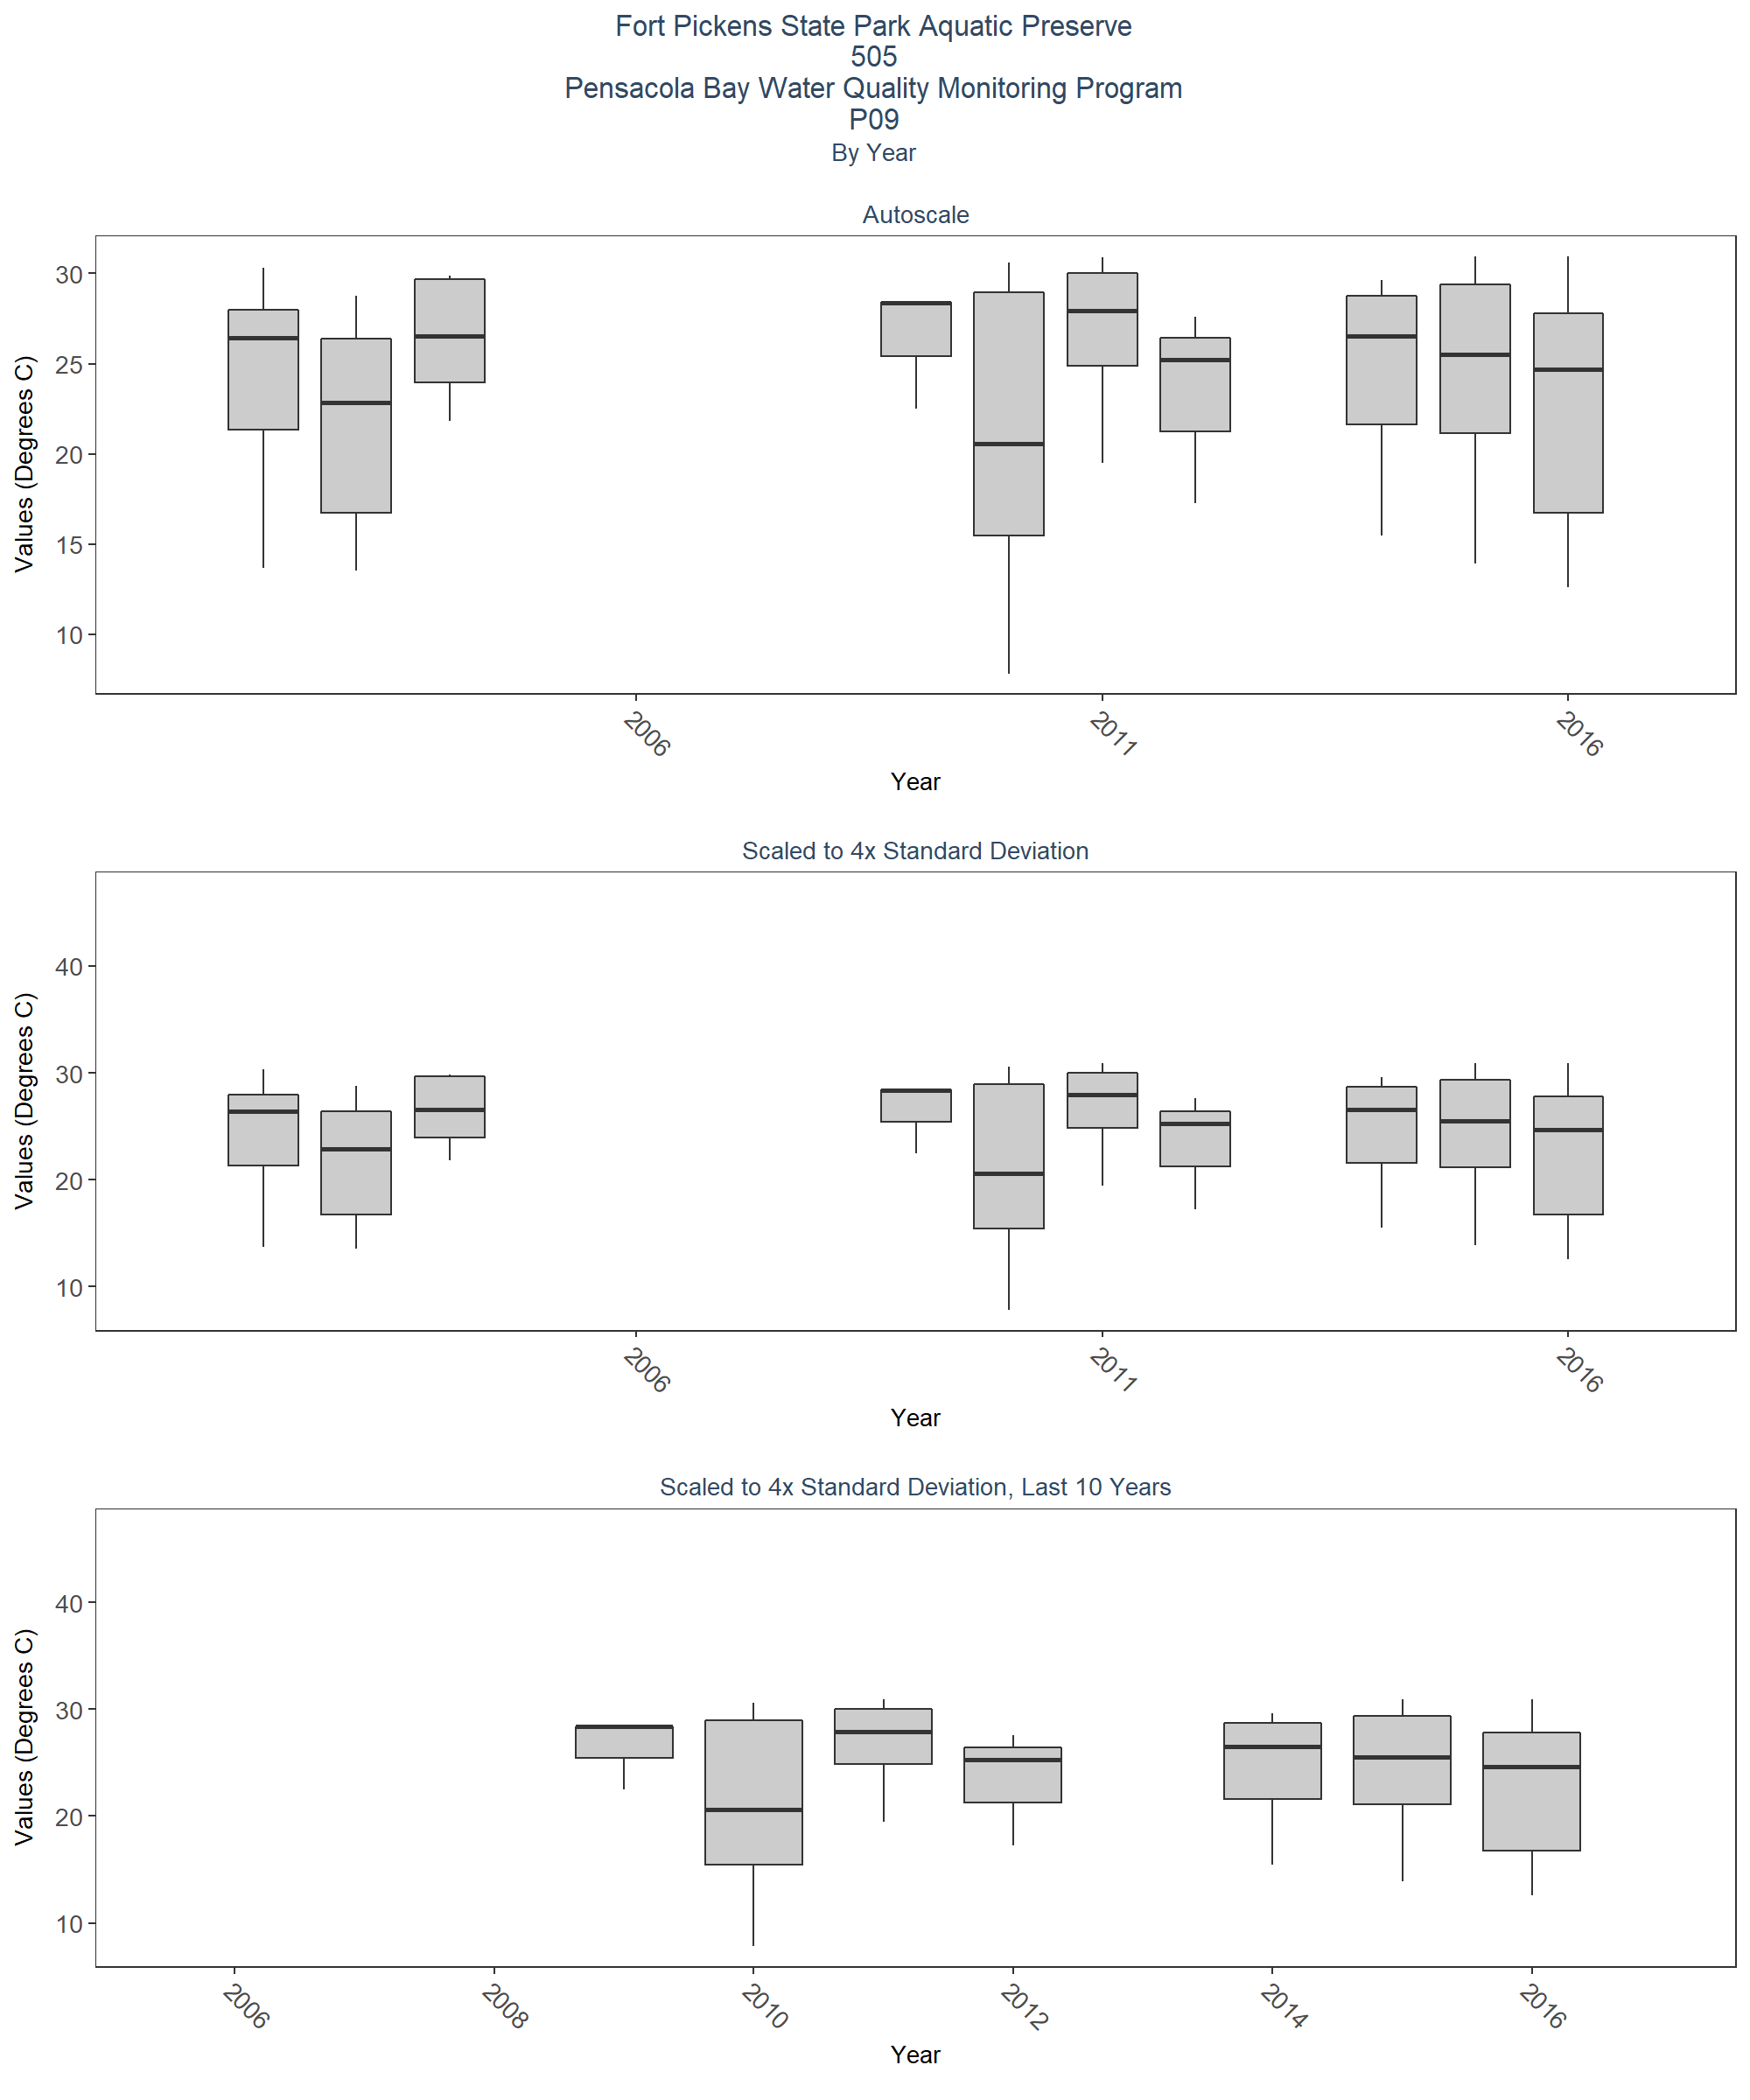 Fort Pickens State Park Aquatic Preserve
505
Pensacola Bay Water Quality Monitoring Program
P09
By Year
Autoscale
Values (Degrees C)
30
25
20
15
10
2006
2011
2016
Year
Scaled to 4x Standard Deviation
Values (Degrees C)
40
30
20
10
2006
2011
2016
Year
Scaled to 4x Standard Deviation, Last 10 Years
Values (Degrees C)
40
30
20
10
2006
2008
2010
2012
2014
2016
Year